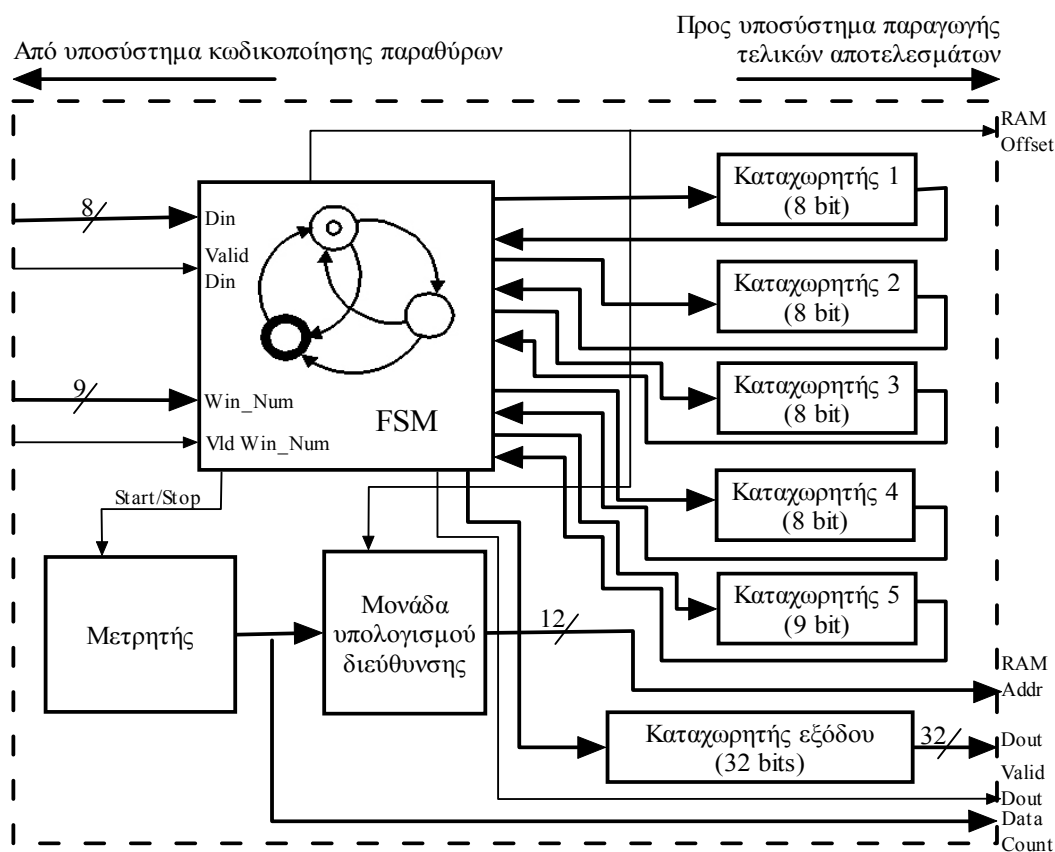 Από υποσύστημα κωδικοποίησης παραθύρων
Προς υποσύστημα παραγωγής
τελικών αποτελεσμάτων
RAM
Offset
8
Din
Valid
Din
9
Win_Num
Vld Win_Num
FSM
Καταχωρητής 1
(8 bit)
Καταχωρητής 2
(8 bit)
Καταχωρητής 3
(8 bit)
Καταχωρητής 4
(8 bit)
Καταχωρητής 5
(9 bit)
Start/Stop
Μετρητής
Μονάδα
υπολογισμού
διεύθυνσης
12
RAM
Addr
Καταχωρητής εξόδου
(32 bits)
32
Dout
Valid
Dout
Data
Count